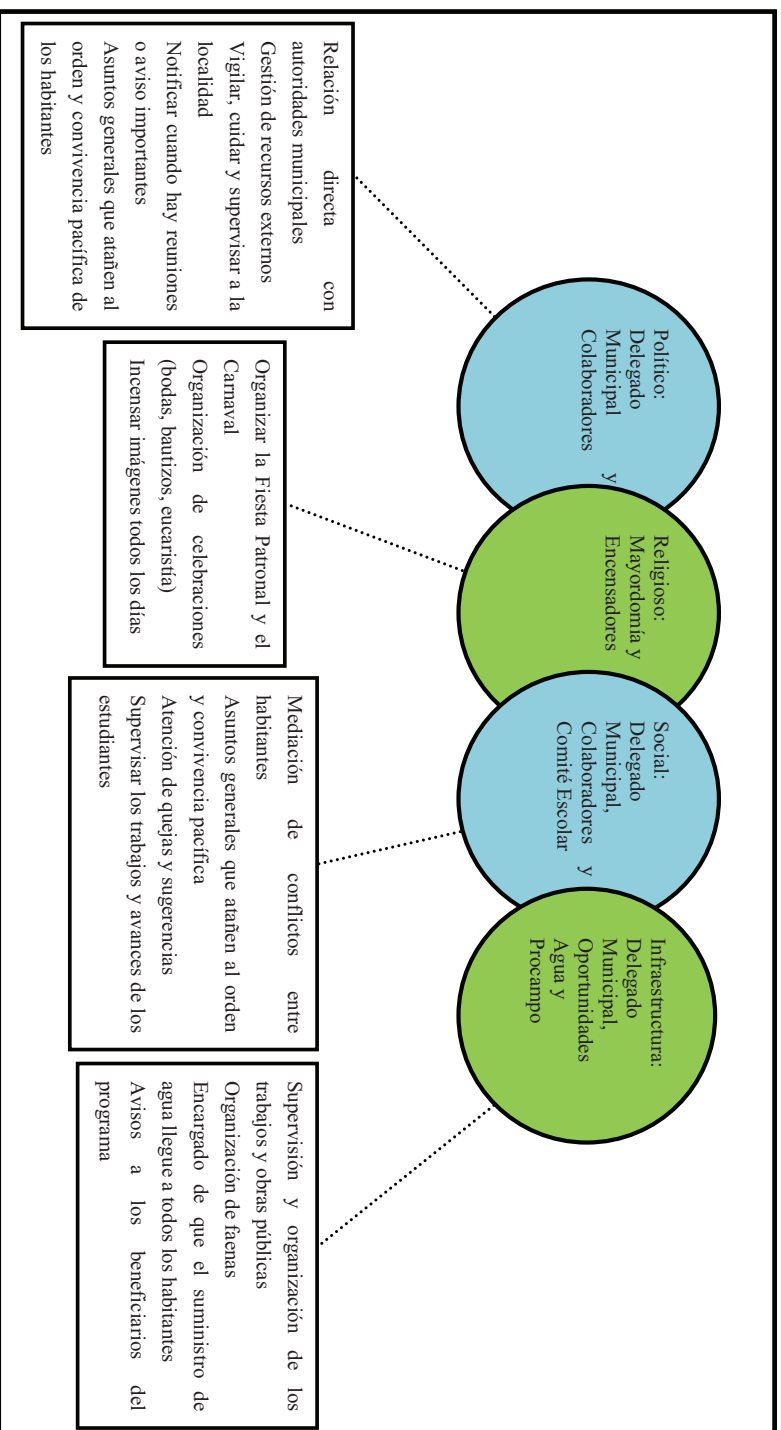 Político:
Delegado
Municipal y
Colaboradores
Religioso:
Mayordomía y
Encensadores
Social:
Delegado
Municipal,
Colaboradores y
Comité Escolar
Infraestructura:
Delegado
Municipal,
Oportunidades
Agua y
Procampo
Relación directa con
autoridades municipales
Gestión de recursos externos
Vigilar, cuidar y supervisar a la
localidad
Notificar cuando hay reuniones
o aviso importantes
Asuntos generales que atañen al
orden y convivencia pacífica de
los habitantes
Organizar la Fiesta Patronal y el
Carnaval
Organización de celebraciones
(bodas, bautizos, eucaristía)
Incensar imágenes todos los días
Mediación de conflictos entre
habitantes
Asuntos generales que atañen al orden
y convivencia pacífica
Atención de quejas y sugerencias
Supervisar los trabajos y avances de los
estudiantes
Supervisión y organización de los
trabajos y obras públicas
Organización de faenas
Encargado de que el suministro de
agua llegue a todos los habitantes
Avisos a los beneficiarios del
programa